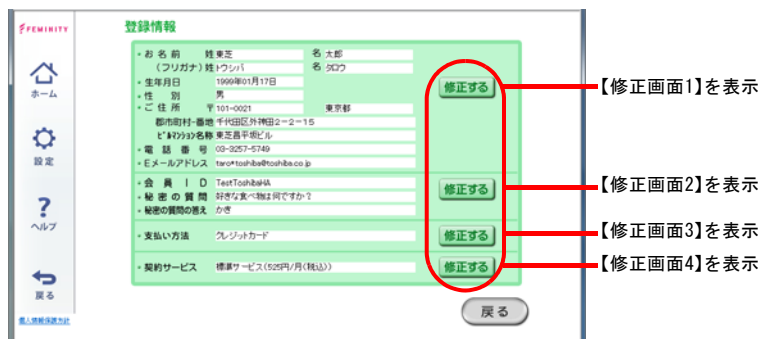 FEMINITY
登録情報
・お名前 姓 東芝 名 太郎
(フリガナ) 姓 トウシバ 名 タロウ
・生年月日 1999年01月17日
・性別 男
・ご住所 〒 101-0021 東京都
郡市町村-番地 千代田区外神田2-2-15
ビルマンション名称 東芝昌平坂ビル
・電話番号 03-3257-5749
・Eメールアドレス taro*toshiba@toshiba.co.jp
修正する
【修正画面1】を表示
・会員ID TestToshibaHA
・秘密の質問 好きな食べ物は何ですか?
・秘密の質問の答え かき
修正する
【修正画面2】を表示
・支払い方法 クレジットカード
修正する
【修正画面3】を表示
・契約サービス 標準サービス(525円/月(税込))
修正する
【修正画面4】を表示
戻る
ホーム
設定
?
ヘルプ
戻る
個人情報保護方針